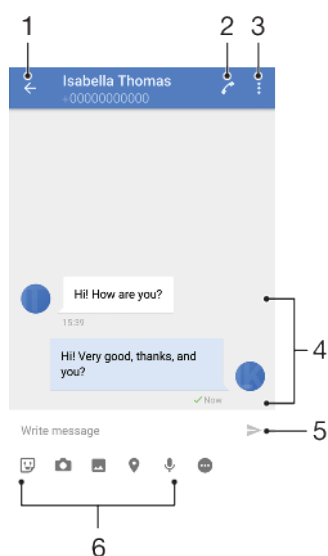 1 2 3
Isabella Thomas
+00000000000
Hi! How are you?
15:39
Hi! Very good, thanks, and
you?
Now
4
Write message
5
6